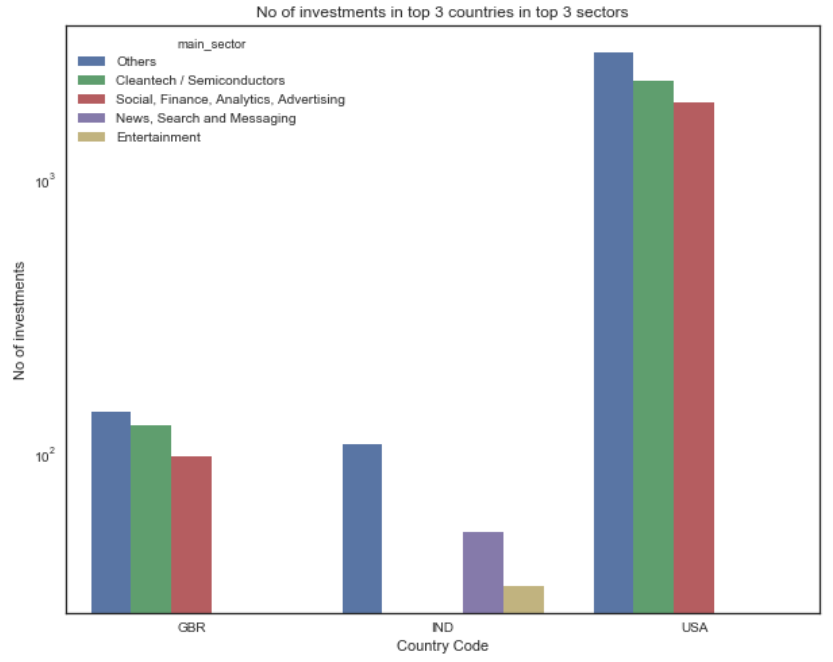 No of investments in top 3 countries in top 3 sectors
main_sector
Others
Cleantech / Semiconductors
Social, Finance, Analytics, Advertising
News, Search and Messaging
Entertainment
10³
10²
No of investments
GBR IND USA
Country Code